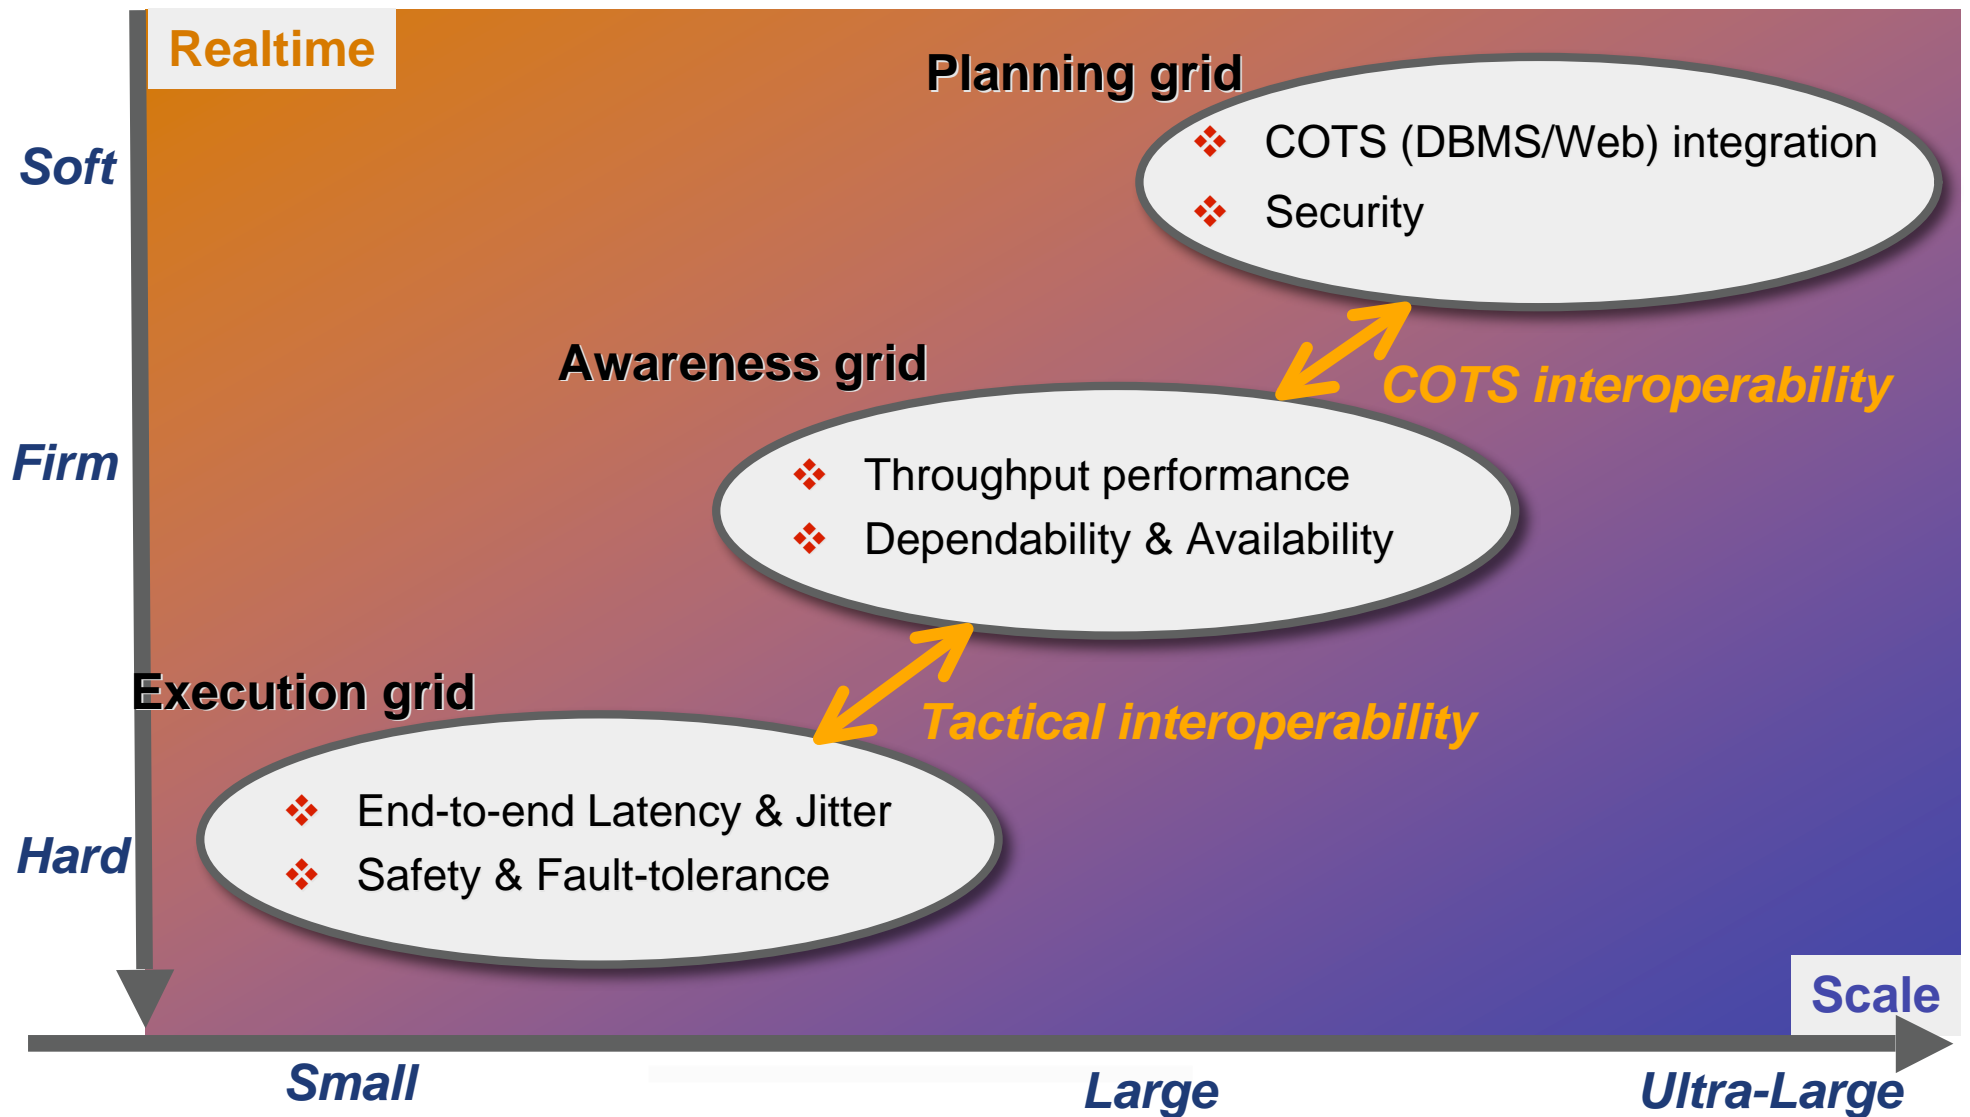 Realtime
Planning grid
COTS (DBMS/Web) integration
Soft
Security
Awareness grid
COTS interoperability
Firm
Throughput performance
Dependability & Availability
Execution grid
Tactical interoperability
End-to-end Latency & Jitter
Hard
Safety & Fault-tolerance
Scale
Small
Large
Ultra-Large